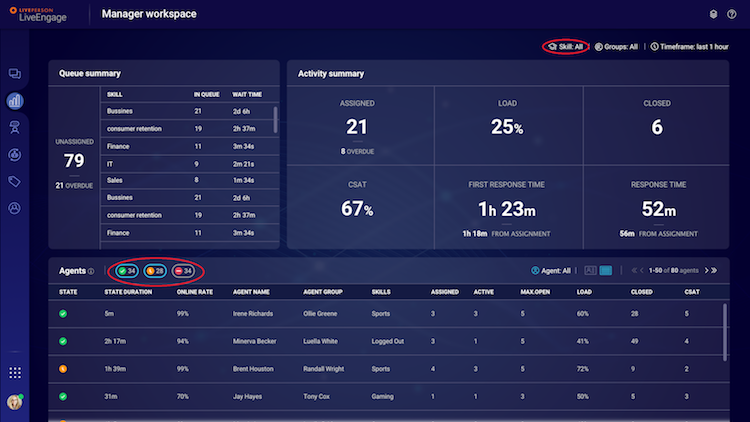 LIVEPERSON
LiveEngage
Manager workspace
Skill: All
Groups: All
Timeframe: last 1 hour
Queue summary
UNASSIGNED
79
21 OVERDUE
SKILL IN QUEUE WAIT TIME
Bussines 21 2d 6h
consumer retention 19 2h 37m
Finance 11 3m 34s
IT 9 2m 21s
Sales 8 1m 34s
Bussines 21 2d 6h
consumer retention 19 2h 37m
Finance 11 3m 34s
Activity summary
ASSIGNED
21
8 OVERDUE
LOAD
25%
CLOSED
6
CSAT
67%
FIRST RESPONSE TIME
1h 23m
1h 18m FROM ASSIGNMENT
RESPONSE TIME
52m
56m FROM ASSIGNMENT
Agents 34 28 34
Agent: All
1-50 of 80 agents
STATE STATE DURATION ONLINE RATE AGENT NAME AGENT GROUP SKILLS ASSIGNED ACTIVE MAX.OPEN LOAD CLOSED CSAT
5m 99% Irene Richards Ollie Greene Sports 3 3 5 60% 28 5
2h 17m 94% Minerva Becker Luella White Logged Out 3 1 5 41% 49 4
1h 39m 99% Brent Houston Randall Wright Sports 4 3 5 72% 9 2
31m 70% Jay Hayes Tony Cox Gaming 1 1 3 50% 5 3